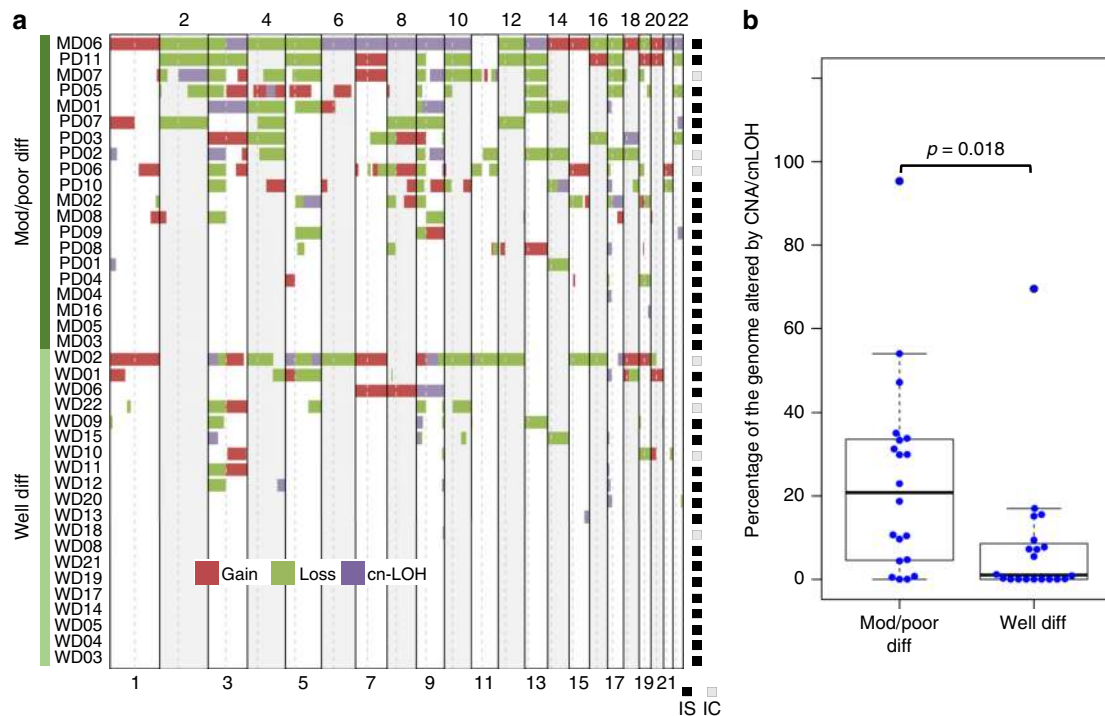 a
2 4 6 8 10 12 14 16 18 20 22
Mod/poor diff
MD06
PD11
MD07
PD05
MD01
PD07
PD03
PD02
PD06
PD10
MD02
MD08
PD09
PD08
PD01
PD04
MD04
MD16
MD05
MD03
Well diff
WD02
WD01
WD06
WD22
WD09
WD15
WD10
WD11
WD12
WD20
WD13
WD18
WD08
WD21
WD19
WD17
WD14
WD05
WD04
WD03
Gain Loss cn-LOH
1 3 5 7 9 11 13 15 17 19 21
IS IC
b
Percentage of the genome altered by CNA/cnLOH
100
80
60
40
20
0
p = 0.018
Mod/poor
diff
Well diff